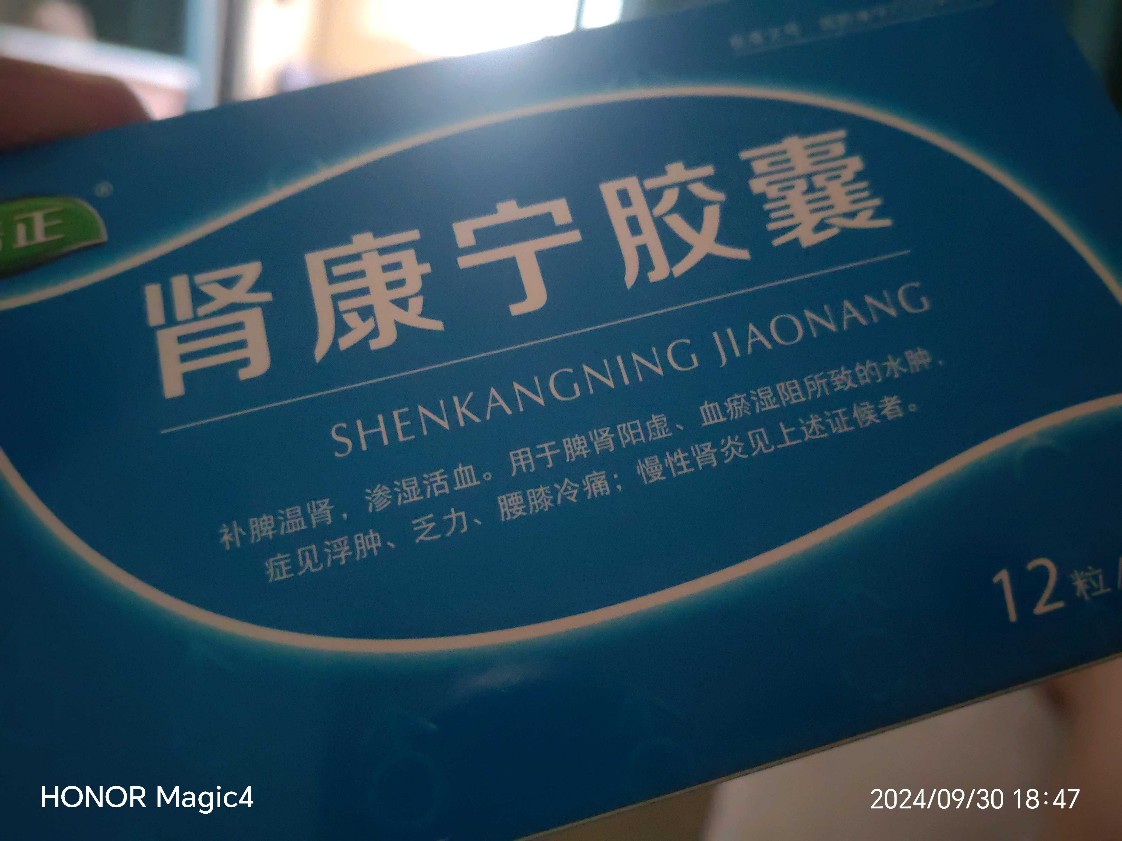 正®
肾康宁胶囊
SHENKANGNING JIAONANG
补脾温肾，渗湿活血。用于脾肾阳虚、血瘀湿阻所致的水肿，
症见浮肿、乏力、腰膝冷痛；慢性肾炎见上述证候者。
12粒/
HONOR Magic4
2024/09/30 18:47